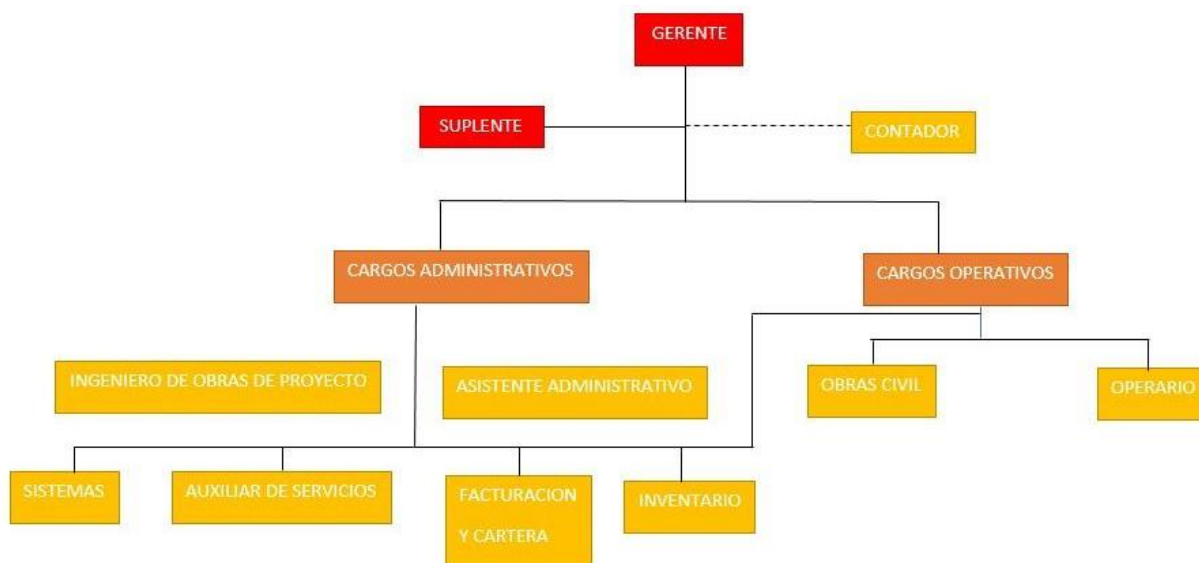 GERENTE
SUPLENTE
CONTADOR
CARGOS ADMINISTRATIVOS
CARGOS OPERATIVOS
INGENIERO DE OBRAS DE PROYECTO
ASISTENTE ADMINISTRATIVO
OBRAS CIVIL
OPERARIO
SISTEMAS
AUXILIAR DE SERVICIOS
FACTURACION
Y CARTERA
INVENTARIO